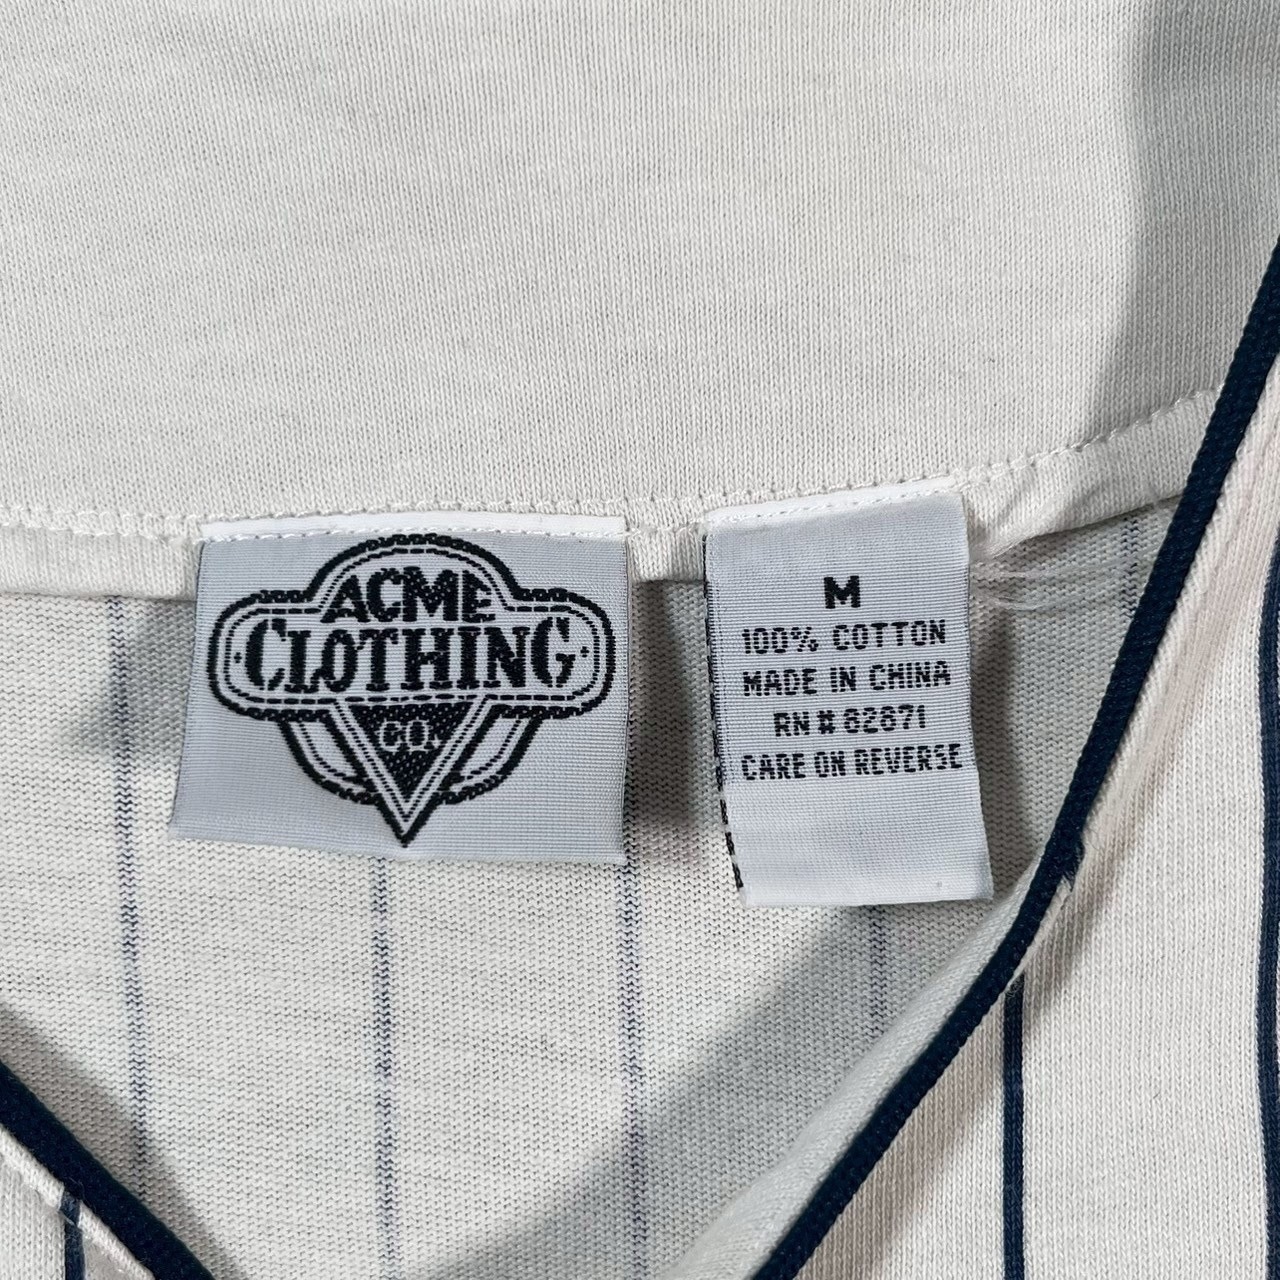 ACME
CLOTHING
CO.
M
100% COTTON
MADE IN CHINA
RN # 82871
CARE ON REVERSE